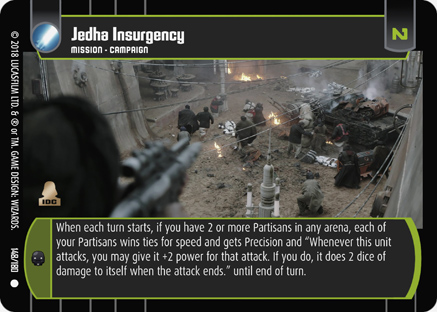 Jedha Insurgency
MISSION - CAMPAIGN
N
© 2018 LUCASFILM LTD. & ® or TM. GAME DESIGN: WIZARDS.
148/180
IDC
When each turn starts, if you have 2 or more Partisans in any arena, each of
your Partisans wins ties for speed and gets Precision and “Whenever this unit
attacks, you may give it +2 power for that attack. If you do, it does 2 dice of
damage to itself when the attack ends.” until end of turn.